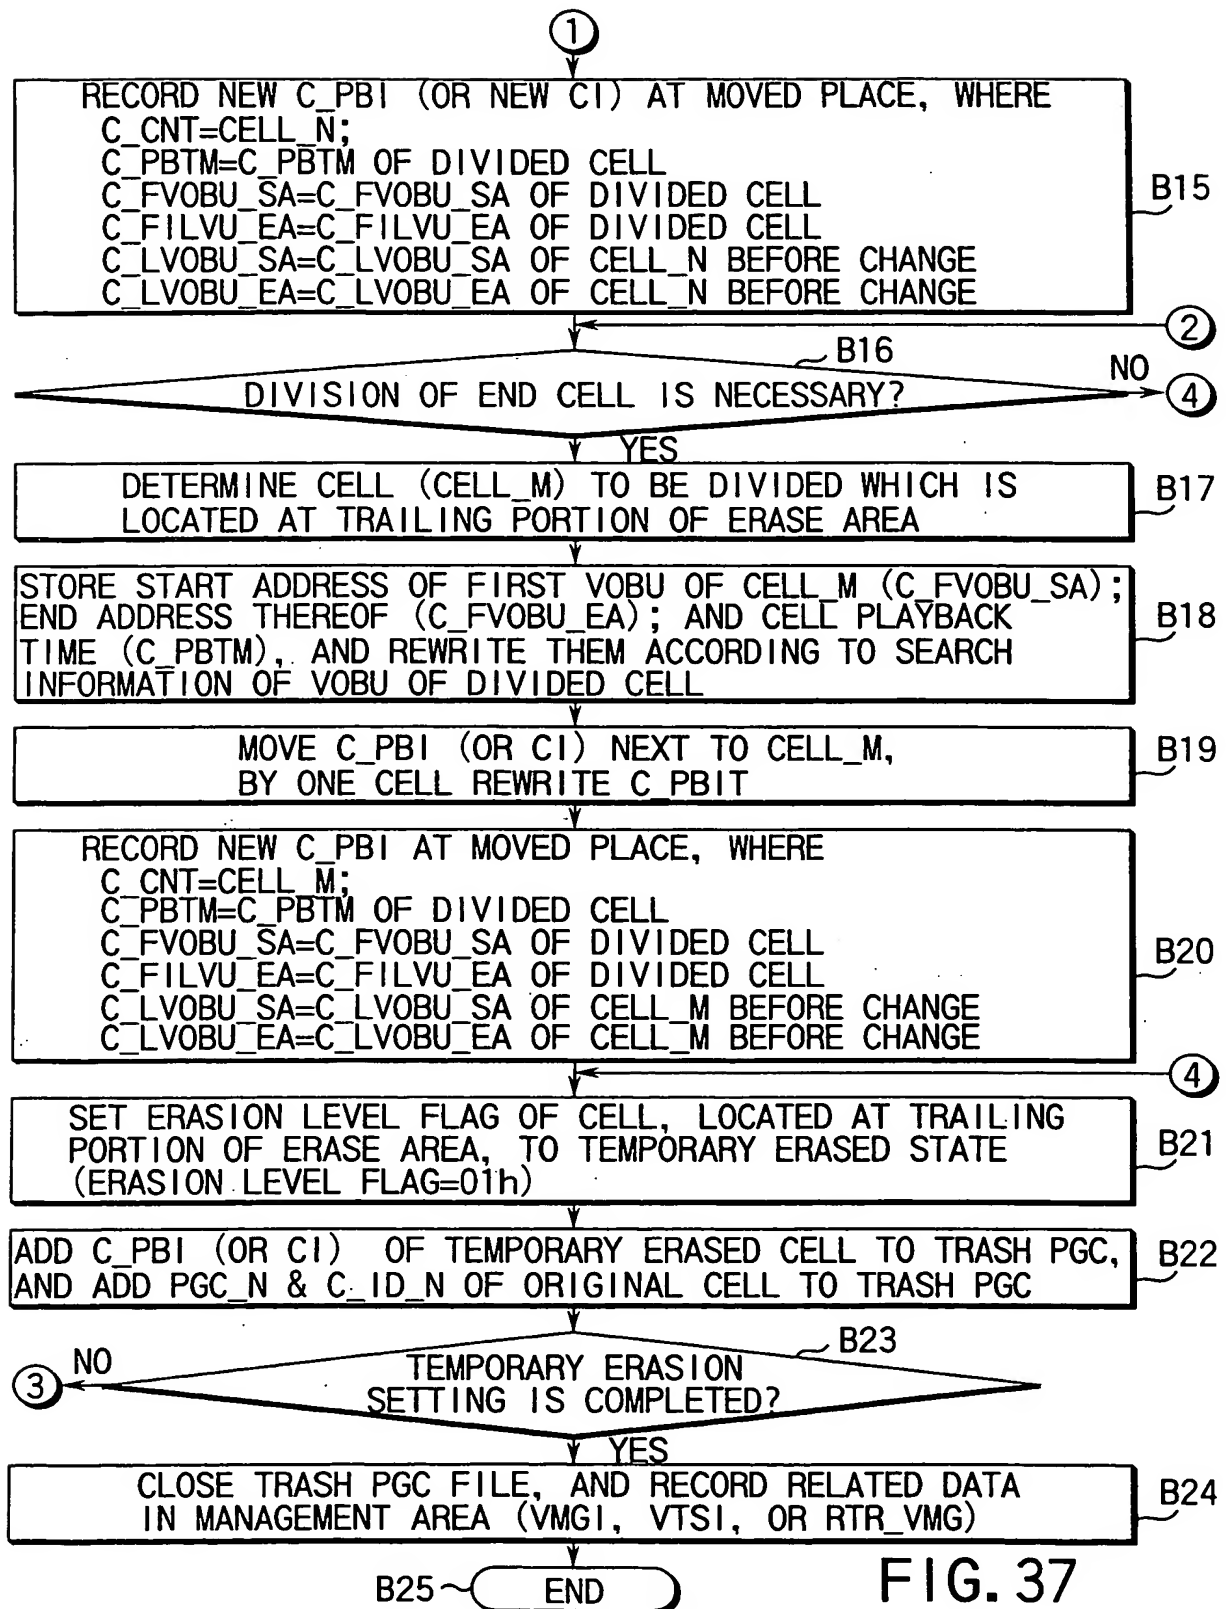 1
RECORD NEW C_PBI (OR NEW CI) AT MOVED PLACE, WHERE
C_CNT=CELL_N;
C_PBTM=C_PBTM OF DIVIDED CELL
C_FVOBU_SA=C_FVOBU_SA OF DIVIDED CELL
C_FILVU_EA=C_FILVU_EA OF DIVIDED CELL
C_LVOBU_SA=C_LVOBU_SA OF CELL_N BEFORE CHANGE
C_LVOBU_EA=C_LVOBU_EA OF CELL_N BEFORE CHANGE
B15
2
B16
DIVISION OF END CELL IS NECESSARY?
NO
4
YES
DETERMINE CELL (CELL_M) TO BE DIVIDED WHICH IS
LOCATED AT TRAILING PORTION OF ERASE AREA
B17
STORE START ADDRESS OF FIRST VOBU OF CELL_M (C_FVOBU_SA);
END ADDRESS THEREOF (C_FVOBU_EA); AND CELL PLAYBACK
TIME (C_PBTM), AND REWRITE THEM ACCORDING TO SEARCH
INFORMATION OF VOBU OF DIVIDED CELL
B18
MOVE C_PBI (OR CI) NEXT TO CELL_M,
BY ONE CELL REWRITE C_PBIT
B19
RECORD NEW C_PBI AT MOVED PLACE, WHERE
C_CNT=CELL_M;
C_PBTM=C_PBTM OF DIVIDED CELL
C_FVOBU_SA=C_FVOBU_SA OF DIVIDED CELL
C_FILVU_EA=C_FILVU_EA OF DIVIDED CELL
C_LVOBU_SA=C_LVOBU_SA OF CELL_M BEFORE CHANGE
C_LVOBU_EA=C_LVOBU_EA OF CELL_M BEFORE CHANGE
B20
4
SET ERASION LEVEL FLAG OF CELL, LOCATED AT TRAILING
PORTION OF ERASE AREA, TO TEMPORARY ERASED STATE
(ERASION LEVEL FLAG=01h)
B21
ADD C_PBI (OR CI) OF TEMPORARY ERASED CELL TO TRASH PGC,
AND ADD PGC_N & C_ID_N OF ORIGINAL CELL TO TRASH PGC
B22
B23
NO
3
TEMPORARY ERASION
SETTING IS COMPLETED?
YES
CLOSE TRASH PGC FILE, AND RECORD RELATED DATA
IN MANAGEMENT AREA (VMGI, VTSI, OR RTR_VMG)
B24
B25
END
FIG. 37